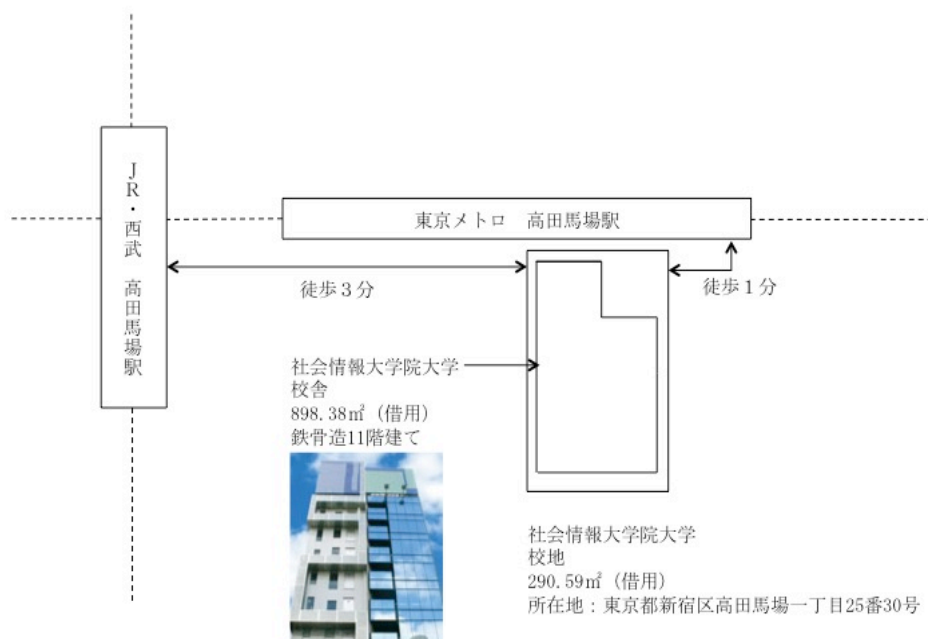 JR・西武　高田馬場駅
東京メトロ　高田馬場駅
徒歩３分
徒歩１分
社会情報大学院大学
校舎
898.38㎡（借用）
鉄骨造11階建て
社会情報大学院大学
校地
290.59㎡（借用）
所在地：東京都新宿区高田馬場一丁目25番30号